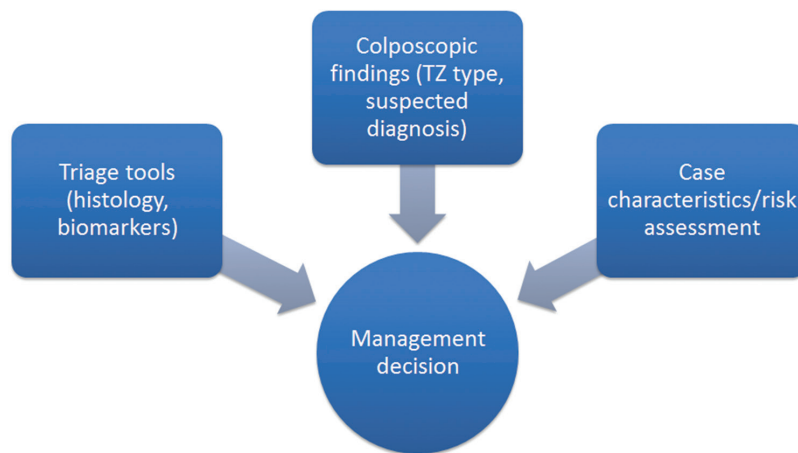 Colposcopic
findings (TZ type,
suspected
diagnosis)
Triage tools
(histology,
biomarkers)
Case
characteristics/risk
assessment
Management
decision